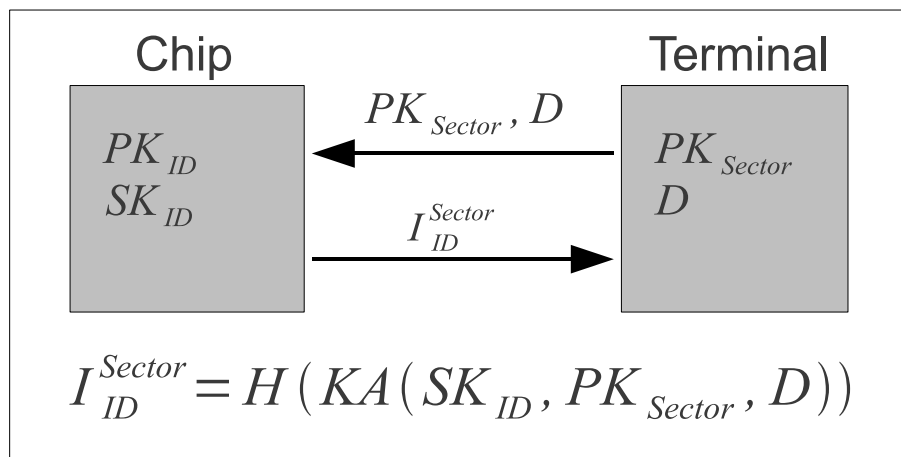 Chip
Terminal
PK_Sector, D
PK_ID
SK_ID
PK_Sector
D
I_ID^Sector
I_ID^Sector = H(KA(SK_ID, PK_Sector, D))